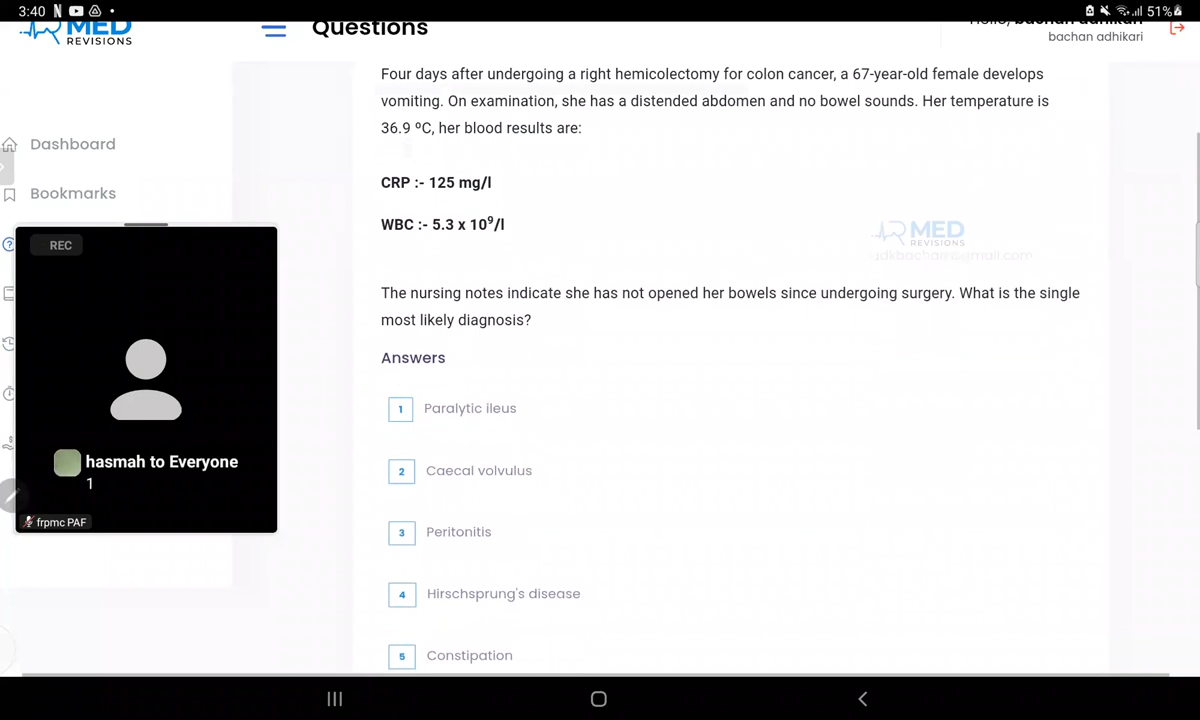 3:40
51%
MED
REVISIONS
Questions
bachan adhikari
Dashboard
Bookmarks
Four days after undergoing a right hemicolectomy for colon cancer, a 67-year-old female develops
vomiting. On examination, she has a distended abdomen and no bowel sounds. Her temperature is
36.9 ºC, her blood results are:
CRP :- 125 mg/l
WBC :- 5.3 x 10⁹/l
MED
REVISIONS
The nursing notes indicate she has not opened her bowels since undergoing surgery. What is the single
most likely diagnosis?
Answers
1 Paralytic ileus
2 Caecal volvulus
3 Peritonitis
4 Hirschsprung's disease
5 Constipation
REC
hasmah to Everyone
1
frpmc PAF